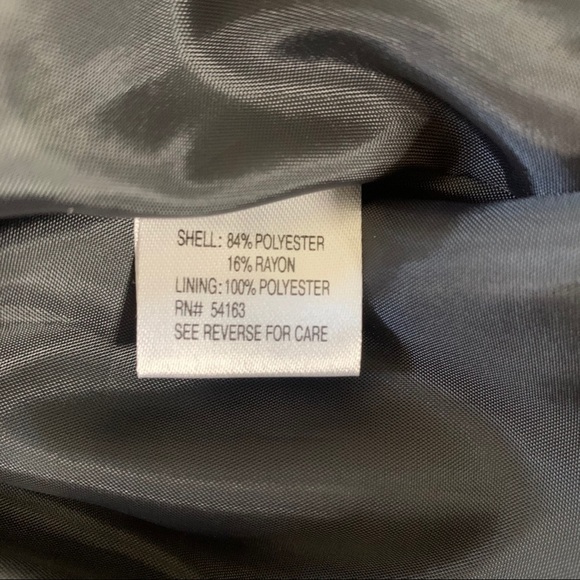 SHELL: 84% POLYESTER
16% RAYON
LINING: 100% POLYESTER
RN# 54163
SEE REVERSE FOR CARE